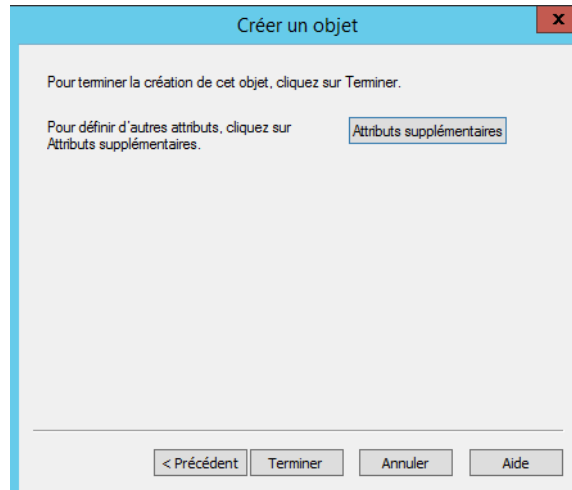 Créer un objet
x
Pour terminer la création de cet objet, cliquez sur Terminer.
Pour définir d'autres attributs, cliquez sur
Attributs supplémentaires.
Attributs supplémentaires
< Précédent
Terminer
Annuler
Aide